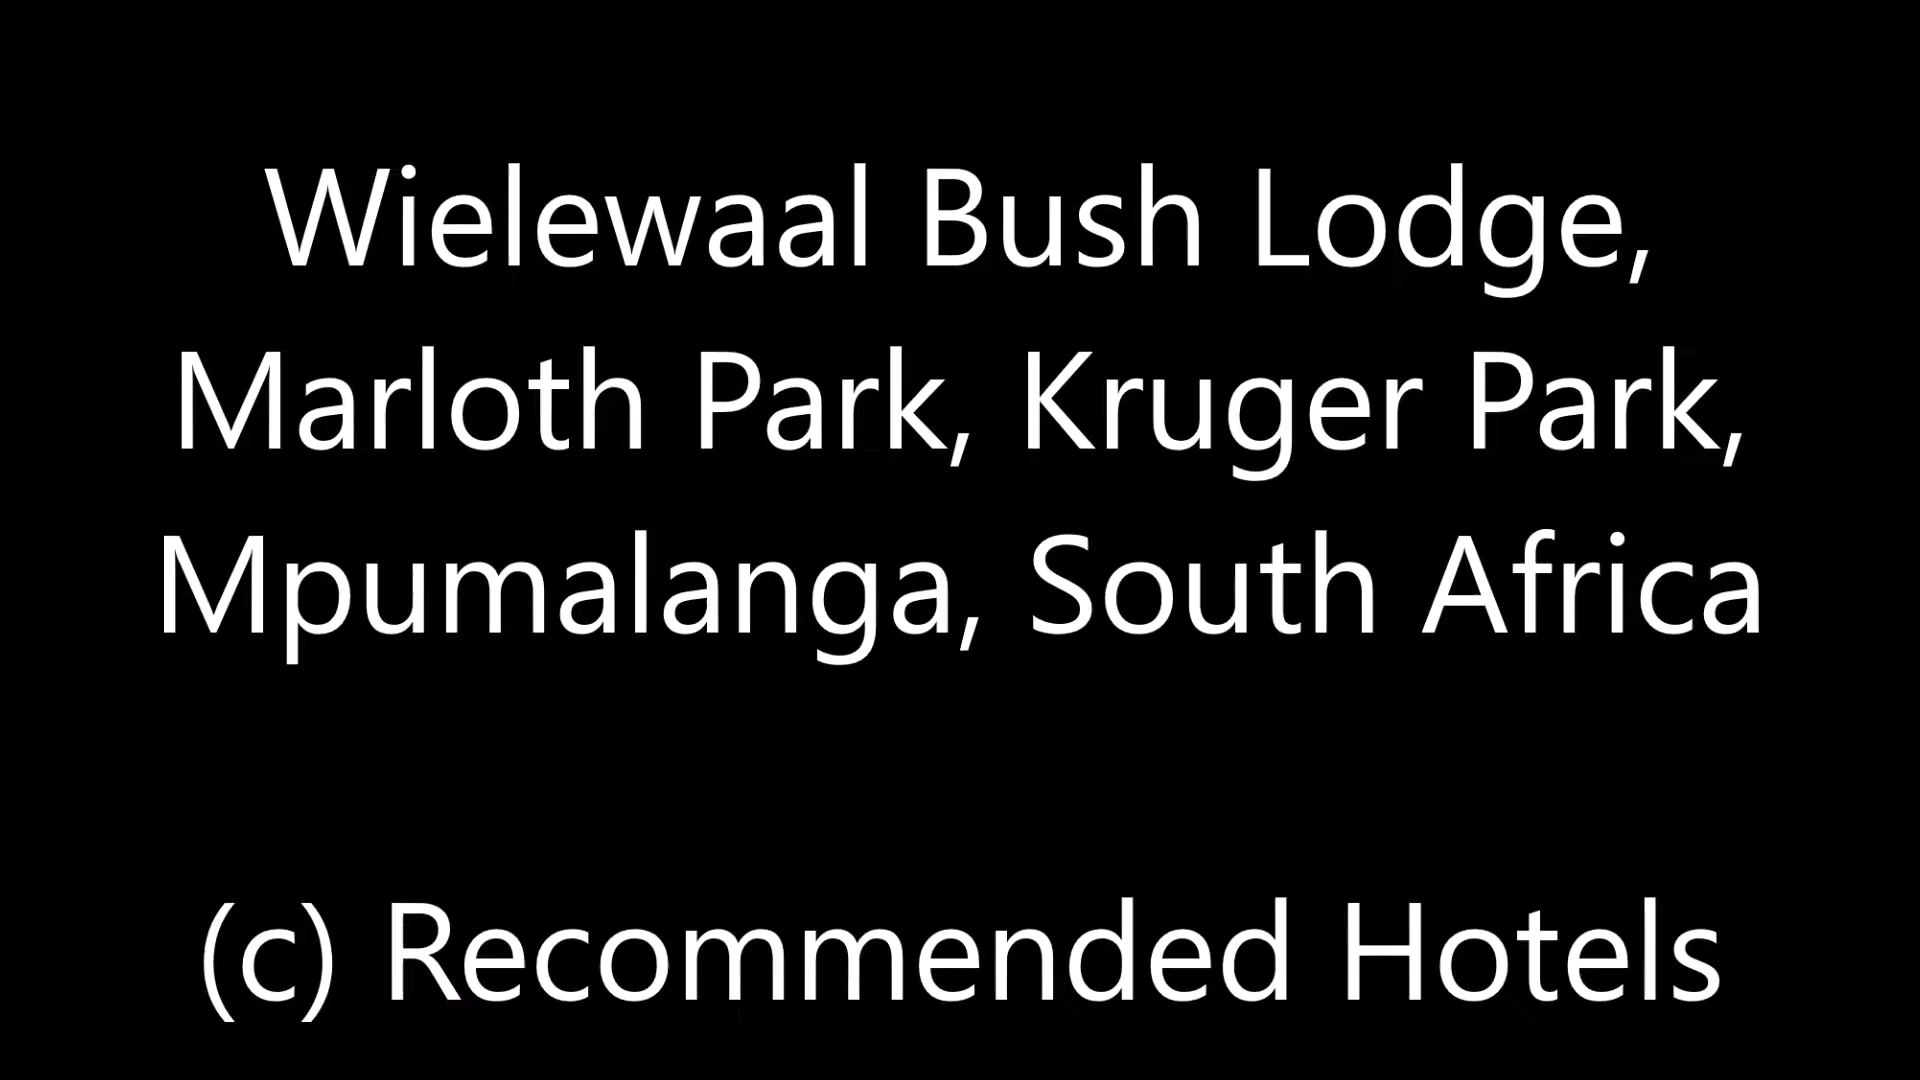 Wielewaal Bush Lodge,
Marloth Park, Kruger Park,
Mpumalanga, South Africa
(c) Recommended Hotels